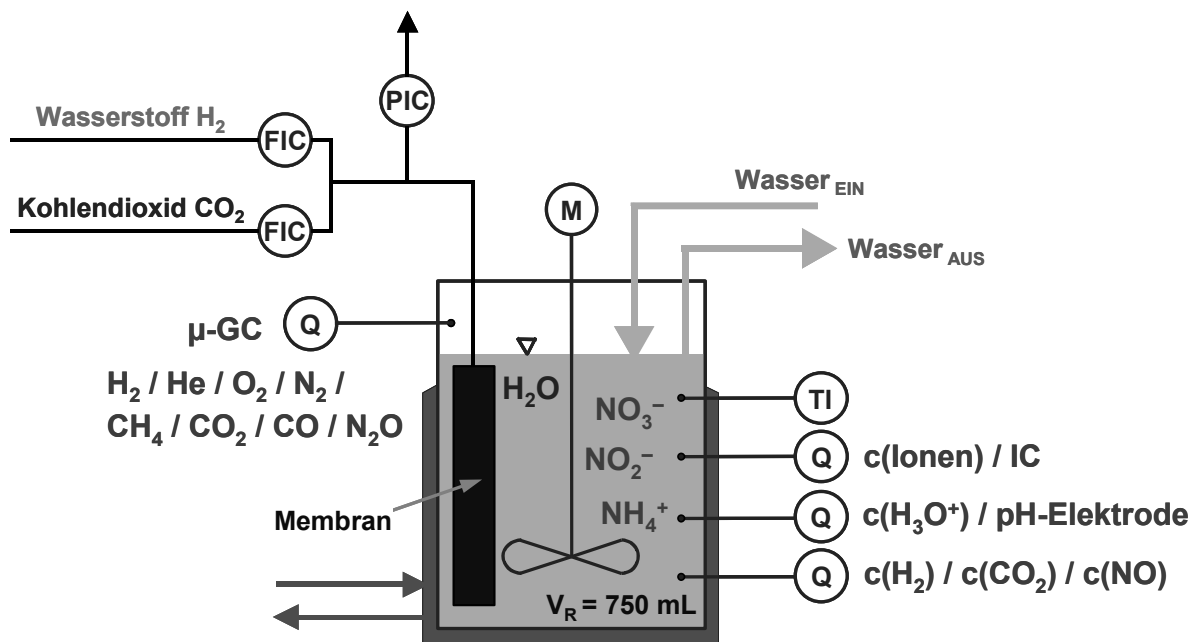 PIC
Wasserstoff H₂
FIC
Kohlendioxid CO₂
FIC
M
Wasser EIN
Wasser AUS
µ-GC
Q
H₂ / He / O₂ / N₂ /
CH₄ / CO₂ / CO / N₂O
H₂O
NO₃⁻
TI
NO₂⁻
Q
c(Ionen) / IC
Membran
NH₄⁺
Q
c(H₃O⁺) / pH-Elektrode
Q
c(H₂) / c(CO₂) / c(NO)
V_R = 750 mL